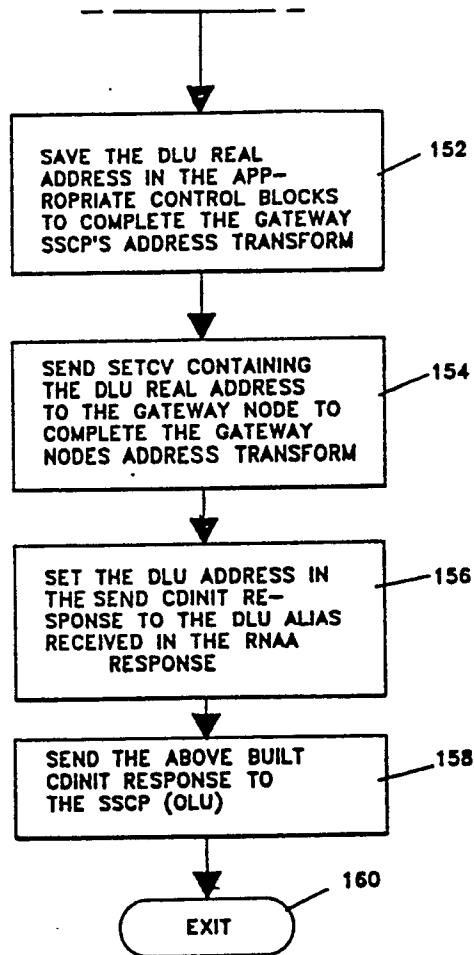 152
SAVE THE DLU REAL
ADDRESS IN THE APP-
ROPRIATE CONTROL BLOCKS
TO COMPLETE THE GATEWAY
SSCP'S ADDRESS TRANSFORM
154
SEND SETCV CONTAINING
THE DLU REAL ADDRESS
TO THE GATEWAY NODE TO
COMPLETE THE GATEWAY
NODES ADDRESS TRANSFORM
156
SET THE DLU ADDRESS IN
THE SEND CDINIT RE-
SPONSE TO THE DLU ALIAS
RECEIVED IN THE RNAA
RESPONSE
158
SEND THE ABOVE BUILT
CDINIT RESPONSE TO
THE SSCP (OLU)
160
EXIT